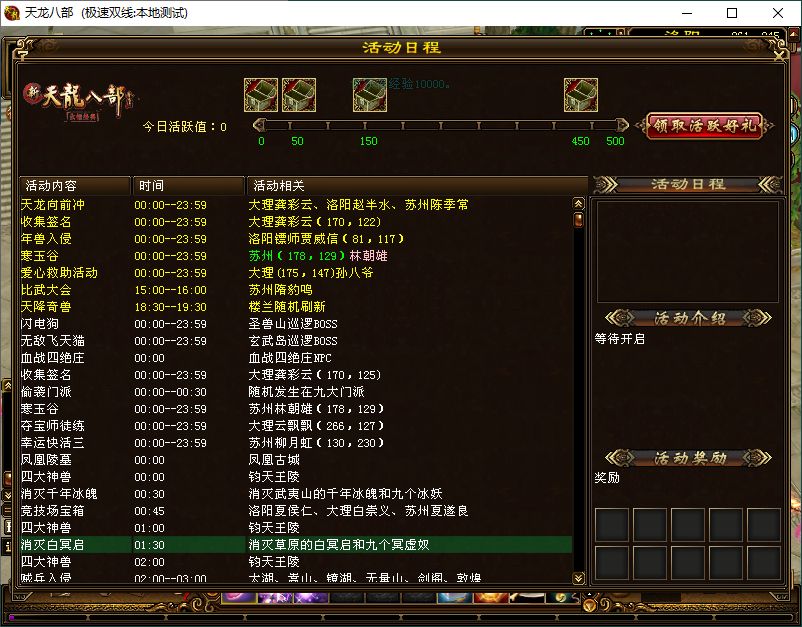 天龙八部 (极速双线:本地测试)
活动日程
经验10000。
新天龍八部
今日活跃值：0
0 50 150 450 500
领取活跃好礼
活动内容 时间 活动相关
天龙向前冲 00:00--23:59 大理龚彩云、洛阳赵半水、苏州陈季常
收集签名 00:00--23:59 大理龚彩云（170，122）
年兽入侵 00:00--23:59 洛阳镖师贾威信（81，117）
寒玉谷 00:00--23:59 苏州（178，129）林朝雄
爱心救助活动 00:00--23:59 大理(175，147)孙八爷
比武大会 15:00--16:00 苏州隋豹鸣
天降奇兽 18:30--19:30 楼兰随机刷新
闪电狗 00:00--23:59 圣兽山巡逻BOSS
无敌飞天猫 00:00--23:59 玄武岛巡逻BOSS
血战四绝庄 00:00 血战四绝庄NPC
收集签名 00:00--23:59 大理龚彩云（170，125）
偷袭门派 00:00--00:30 随机发生在九大门派
寒玉谷 00:00--23:59 苏州林朝雄（178，129）
夺宝师徒练 00:00--23:59 大理云飘飘（266，127）
幸运快活三 00:00--23:59 苏州柳月虹（130，230）
凤凰陵墓 00:00 凤凰古城
四大神兽 00:00 钧天王陵
消灭千年冰魄 00:30 消灭武夷山的千年冰魄和九个冰妖
竞技场宝箱 00:45 洛阳夏侯仁、大理白崇义、苏州夏遂良
四大神兽 01:00 钧天王陵
消灭白冥启 01:30 消灭草原的白冥启和九个冥虚奴
四大神兽 02:00 钧天王陵
贼兵入侵 02:00--03:00 太湖、嵩山、镜湖、无量山、剑阁、敦煌
活动日程
活动介绍
等待开启
活动奖励
奖励